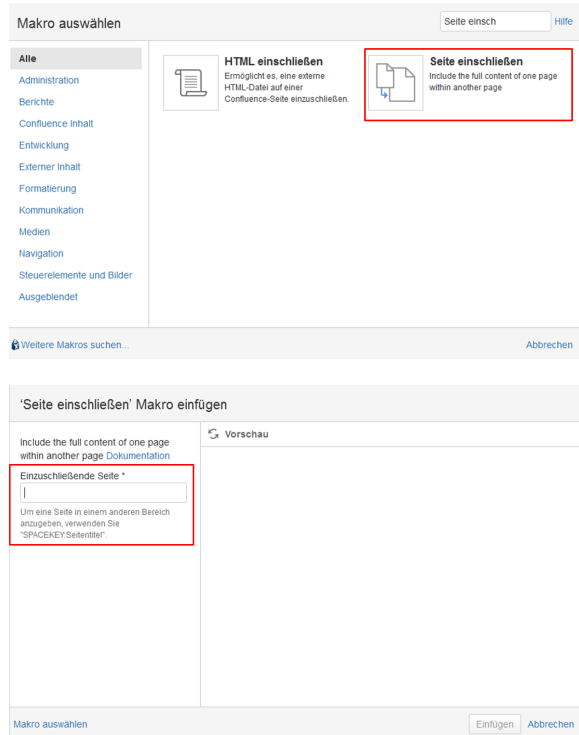 Makro auswählen
Seite einsch
Hilfe
Alle
Administration
Berichte
Confluence Inhalt
Entwicklung
Externer Inhalt
Formatierung
Kommunikation
Medien
Navigation
Steuerelemente und Bilder
Ausgeblendet
HTML einschließen
Ermöglicht es, eine externe
HTML-Datei auf einer
Confluence-Seite einzuschließen.
Seite einschließen
Include the full content of one page
within another page
Weitere Makros suchen...
Abbrechen
'Seite einschließen' Makro einfügen
Include the full content of one page
within another page Dokumentation
Einzuschließende Seite *
Um eine Seite in einem anderen Bereich
anzugeben, verwenden Sie
"SPACEKEY:Seitentitel".
Vorschau
Makro auswählen
Einfügen
Abbrechen